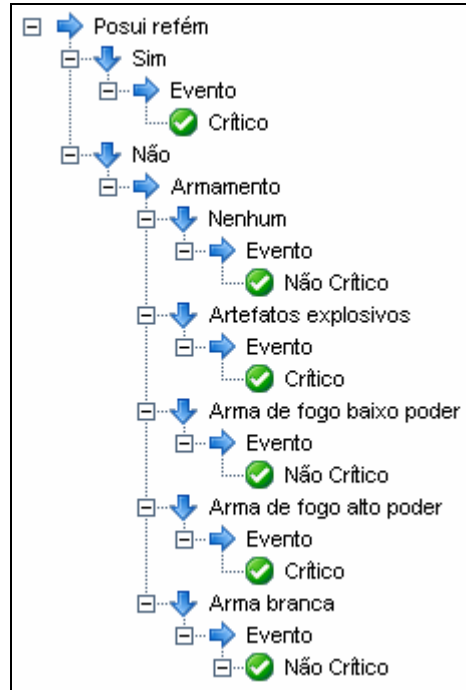 Posui refém
Sim
Evento
Crítico
Não
Armamento
Nenhum
Evento
Não Crítico
Artefatos explosivos
Evento
Crítico
Arma de fogo baixo poder
Evento
Não Crítico
Arma de fogo alto poder
Evento
Crítico
Arma branca
Evento
Não Crítico